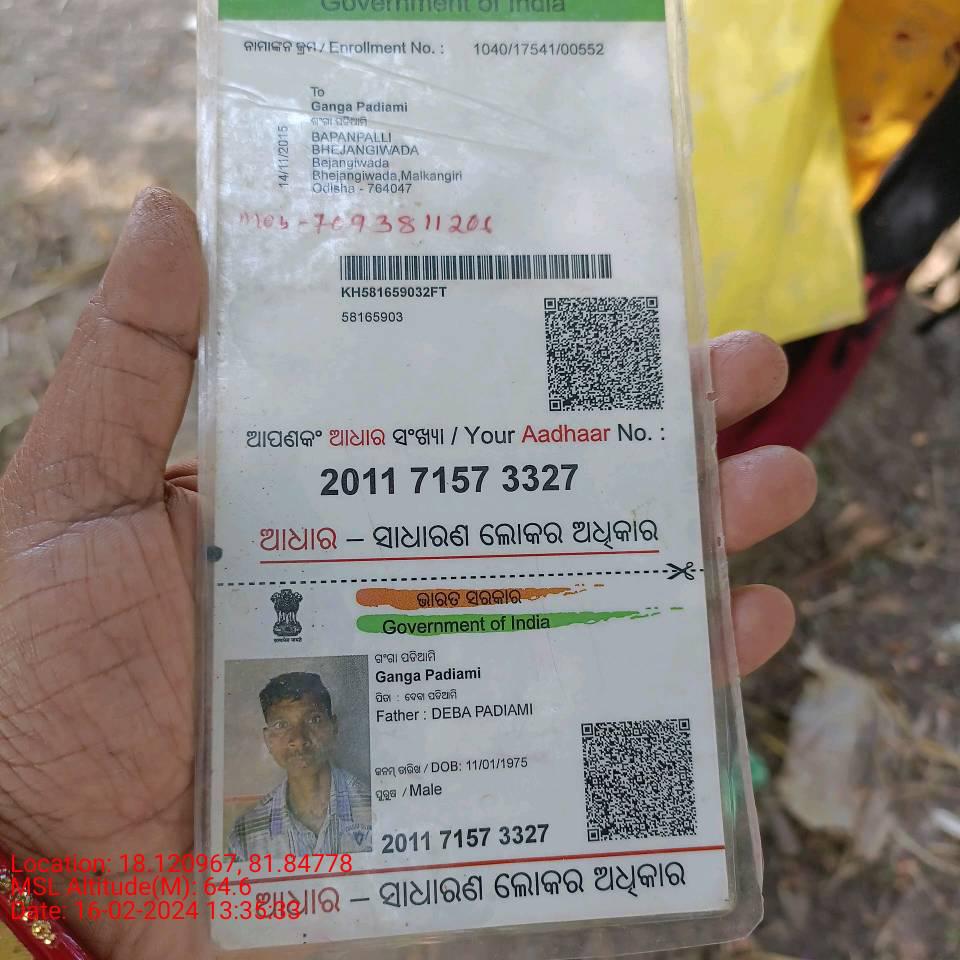 Government of India
ନାମାଙ୍କନ କ୍ରମ / Enrollment No. : 1040/17541/00552
To
Ganga Padiami
ଗଂଗା ପଡିଆମି
BAPANPALLI
BHEJANGIWADA
Bejangiwada
Bhejangiwada,Malkangiri
Odisha - 764047
14/11/2015
KH581659032FT
58165903
ଆପଣଙ୍କ ଆଧାର ସଂଖ୍ୟା / Your Aadhaar No. :
2011 7157 3327
ଆଧାର – ସାଧାରଣ ଲୋକର ଅଧିକାର
ଭାରତ ସରକାର
Government of India
ଗଂଗା ପଡିଆମି
Ganga Padiami
ପିତା : ଦେବା ପଡିଆମି
Father : DEBA PADIAMI
ଜନ୍ମ ତାରିଖ / DOB: 11/01/1975
ପୁରୁଷ / Male
2011 7157 3327
ଆଧାର – ସାଧାରଣ ଲୋକର ଅଧିକାର
Location: 18.120967, 81.84778
MSL Altitude(M): 64.6
Date: 16-02-2024 13:35:33